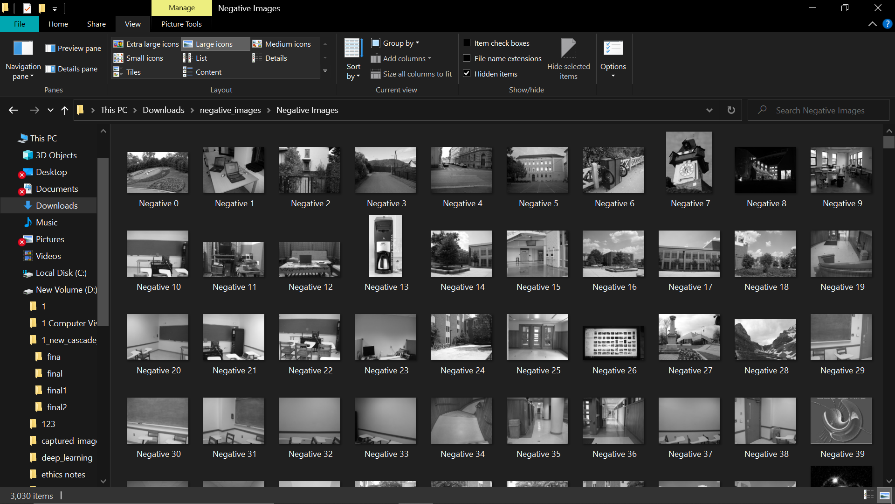 Manage
Negative Images
File
Home
Share
View
Picture Tools
Navigation pane
Preview pane
Details pane
Panes
Extra large icons
Large icons
Medium icons
Small icons
List
Details
Tiles
Content
Layout
Sort by
Group by
Add columns
Size all columns to fit
Current view
Item check boxes
File name extensions
Hidden items
Hide selected items
Show/hide
Options
This PC > Downloads > negative_images > Negative Images
Search Negative Images
This PC
3D Objects
Desktop
Documents
Downloads
Music
Pictures
Videos
Local Disk (C:)
New Volume (D:)
1
1 Computer Vis
1_new_cascade
fina
final
final1
final2
123
captured_image
deep_learning
ethics notes
Negative 0
Negative 1
Negative 2
Negative 3
Negative 4
Negative 5
Negative 6
Negative 7
Negative 8
Negative 9
Negative 10
Negative 11
Negative 12
Negative 13
Negative 14
Negative 15
Negative 16
Negative 17
Negative 18
Negative 19
Negative 20
Negative 21
Negative 22
Negative 23
Negative 24
Negative 25
Negative 26
Negative 27
Negative 28
Negative 29
Negative 30
Negative 31
Negative 32
Negative 33
Negative 34
Negative 35
Negative 36
Negative 37
Negative 38
Negative 39
3,030 items